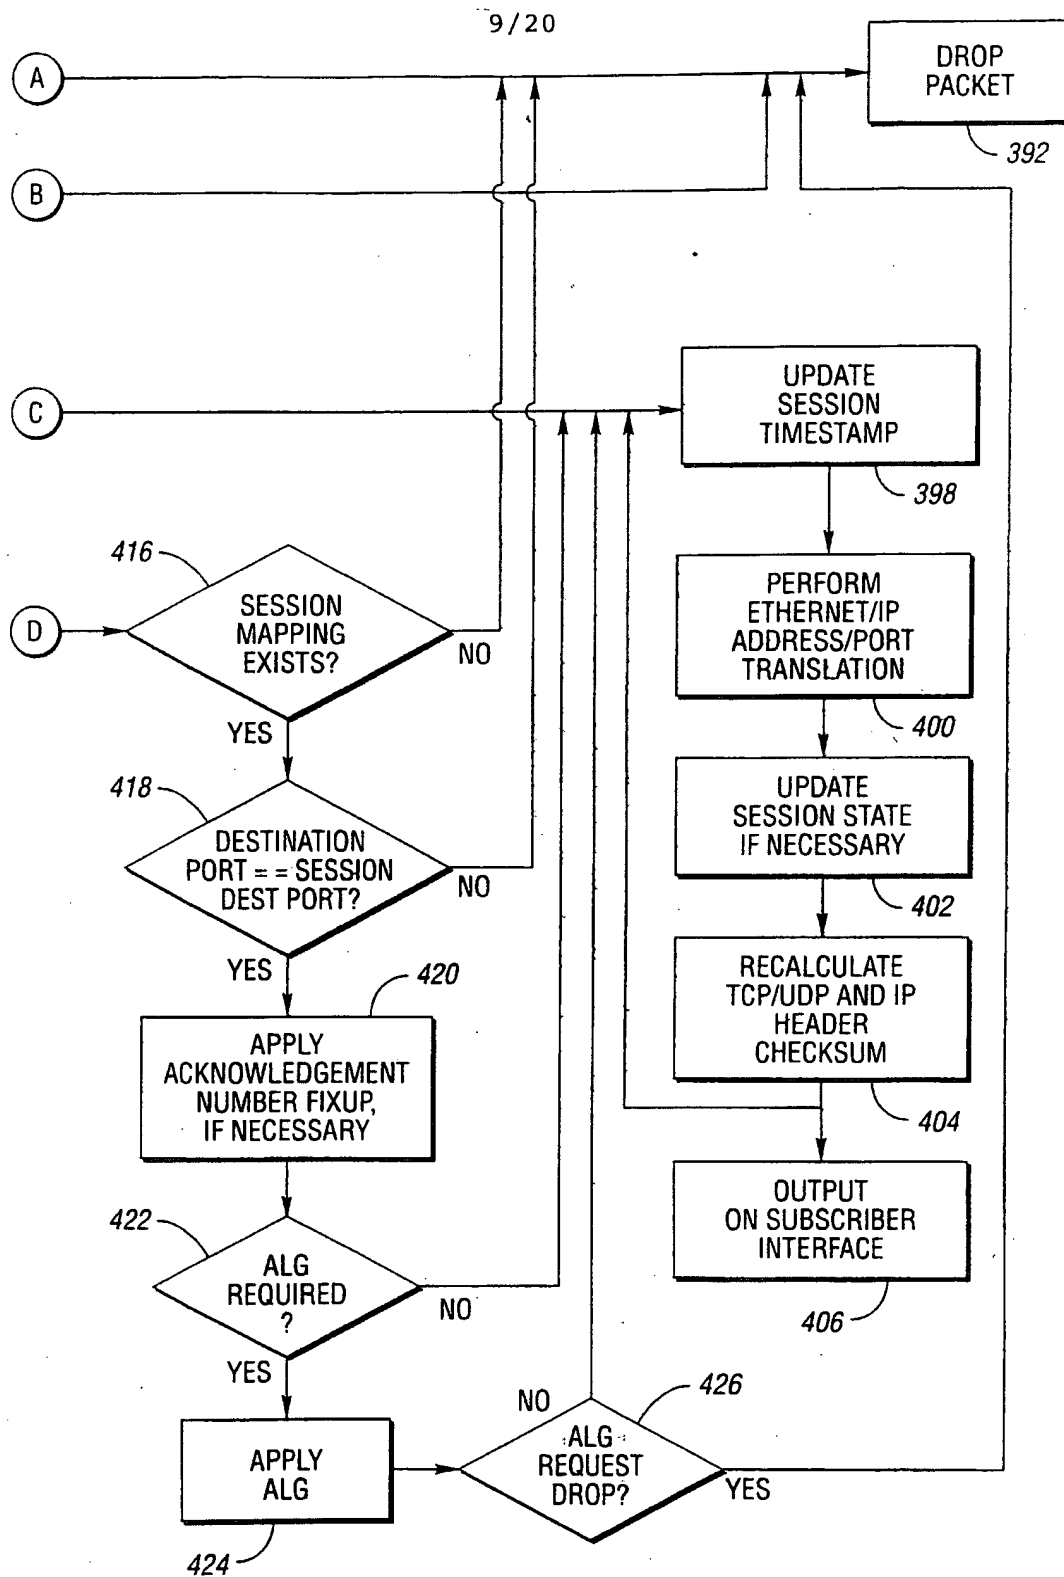 9/20
A
DROP
PACKET
392
B
C
UPDATE
SESSION
TIMESTAMP
398
416
D
SESSION
MAPPING
EXISTS?
NO
YES
PERFORM
ETHERNET/IP
ADDRESS/PORT
TRANSLATION
400
418
DESTINATION
PORT = = SESSION
DEST PORT?
NO
YES
UPDATE
SESSION STATE
IF NECESSARY
402
420
APPLY
ACKNOWLEDGEMENT
NUMBER FIXUP,
IF NECESSARY
RECALCULATE
TCP/UDP AND IP
HEADER
CHECKSUM
404
422
ALG
REQUIRED
?
NO
YES
OUTPUT
ON SUBSCRIBER
INTERFACE
406
APPLY
ALG
424
NO
426
ALG
REQUEST
DROP?
YES